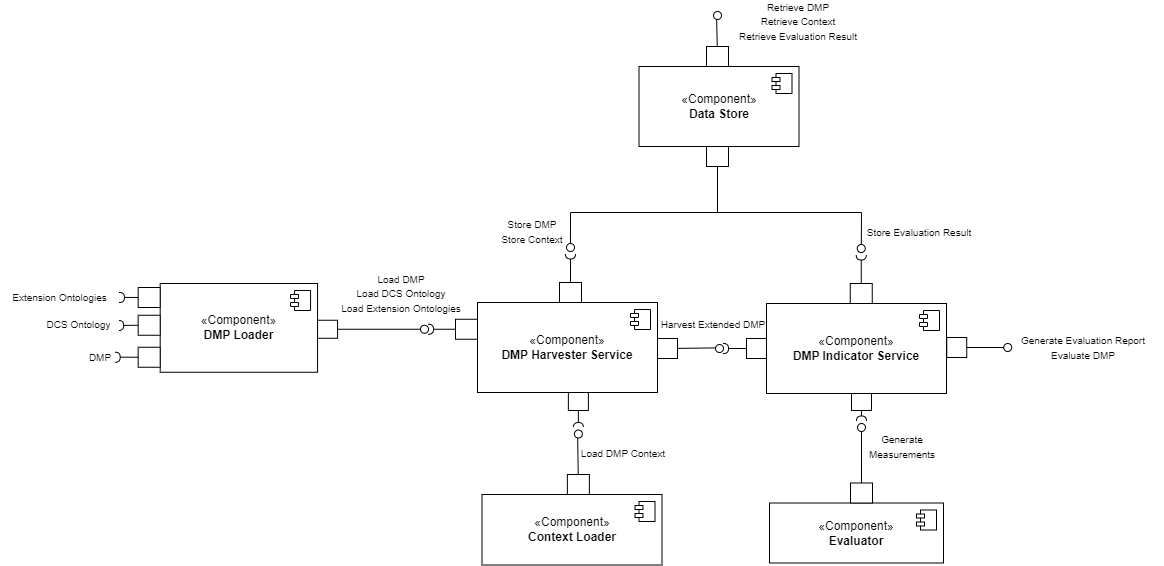 Retrieve DMP
Retrieve Context
Retrieve Evaluation Result
«Component»
Data Store
Store DMP
Store Context
Store Evaluation Result
Extension Ontologies
DCS Ontology
DMP
«Component»
DMP Loader
Load DMP
Load DCS Ontology
Load Extension Ontologies
«Component»
DMP Harvester Service
Harvest Extended DMP
«Component»
DMP Indicator Service
Generate Evaluation Report
Evaluate DMP
Load DMP Context
Generate
Measurements
«Component»
Context Loader
«Component»
Evaluator